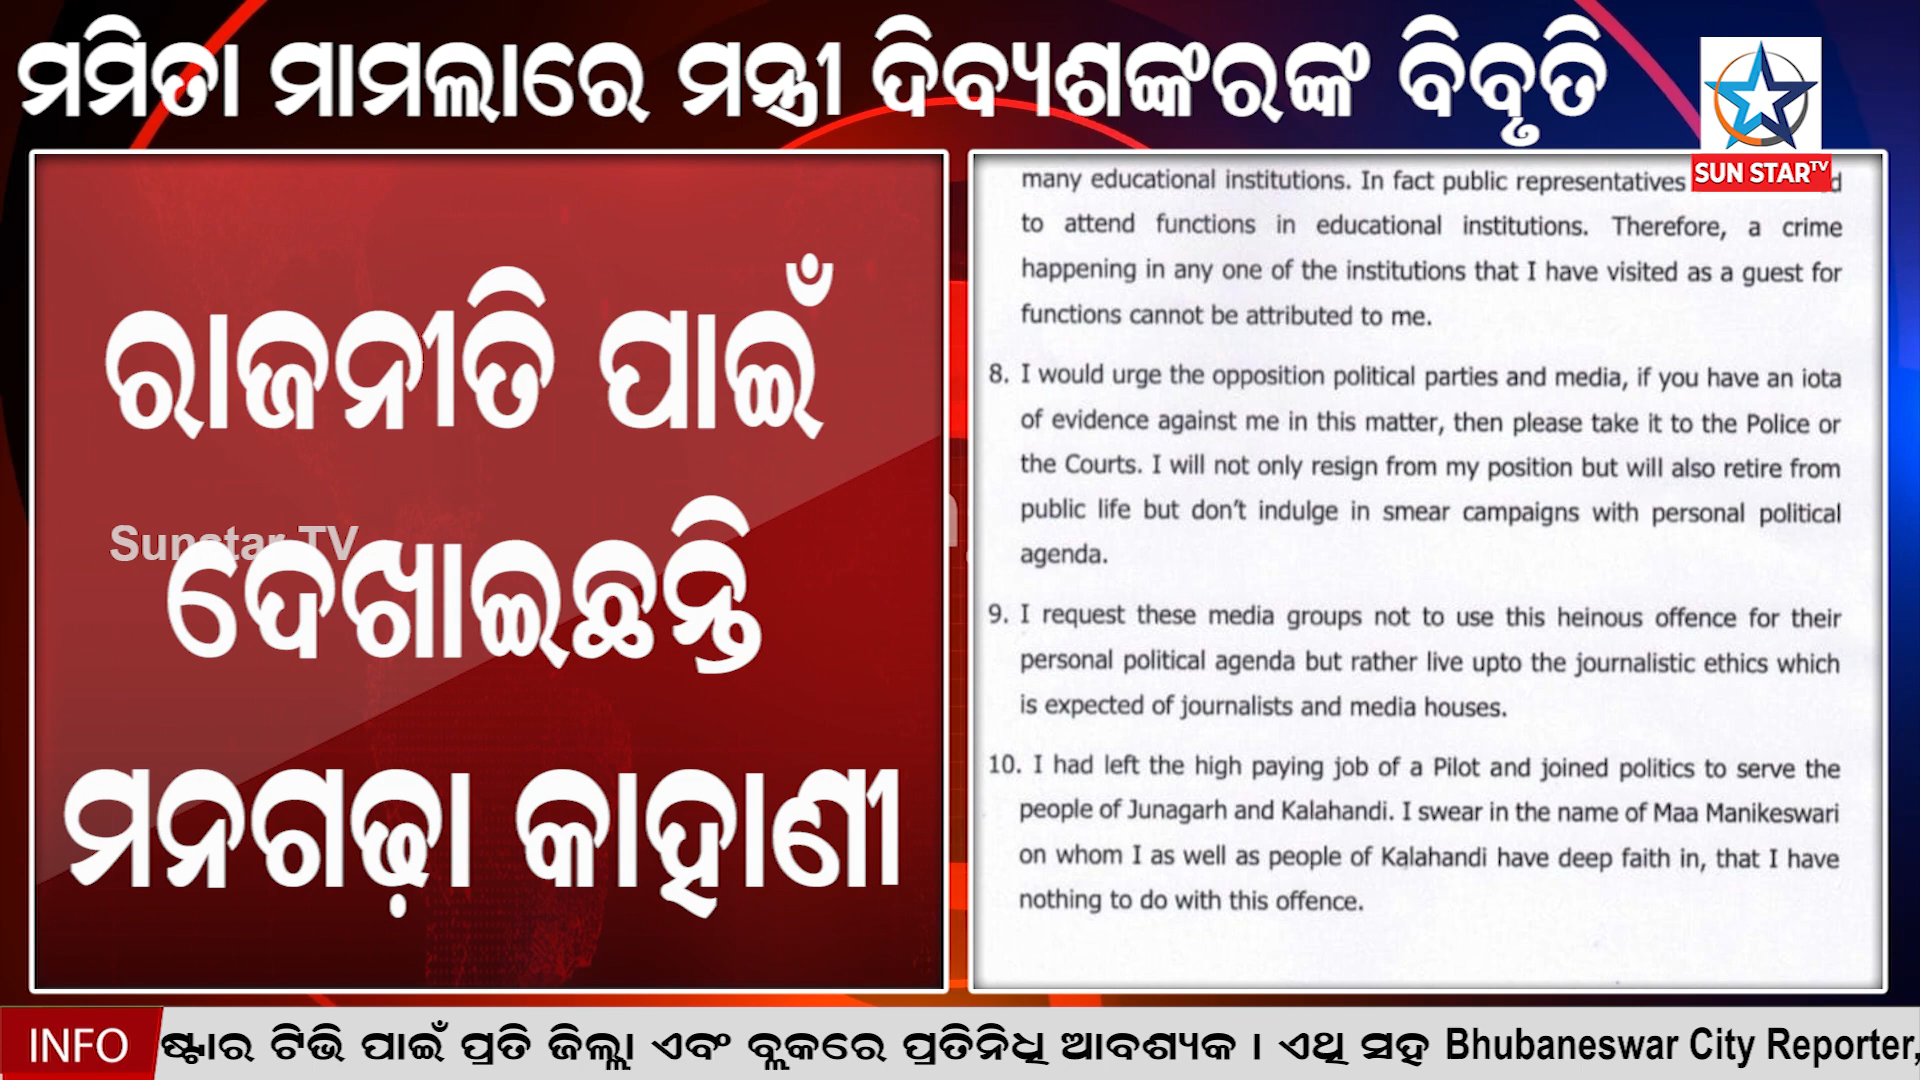 ମମିତା ମାମଲାରେ ମନ୍ତ୍ରୀ ଦିବ୍ୟଶଙ୍କରଙ୍କ ବିବୃତି
SUN STAR TV
ରାଜନୀତି ପାଇଁ
ଦେଖାଇଛନ୍ତି
ମନଗଢ଼ା କାହାଣୀ
Sunstar TV
many educational institutions. In fact public representatives
to attend functions in educational institutions. Therefore, a crime
happening in any one of the institutions that I have visited as a guest for
functions cannot be attributed to me.
8. I would urge the opposition political parties and media, if you have an iota
of evidence against me in this matter, then please take it to the Police or
the Courts. I will not only resign from my position but will also retire from
public life but don't indulge in smear campaigns with personal political
agenda.
9. I request these media groups not to use this heinous offence for their
personal political agenda but rather live upto the journalistic ethics which
is expected of journalists and media houses.
10. I had left the high paying job of a Pilot and joined politics to serve the
people of Junagarh and Kalahandi. I swear in the name of Maa Manikeswari
on whom I as well as people of Kalahandi have deep faith in, that I have
nothing to do with this offence.
INFO ଷ୍ଟାର ଟିଭି ପାଇଁ ପ୍ରତି ଜିଲ୍ଲା ଏବଂ ବ୍ଲକରେ ପ୍ରତିନିଧି ଆବଶ୍ୟକ । ଏଥି ସହ Bhubaneswar City Reporter,